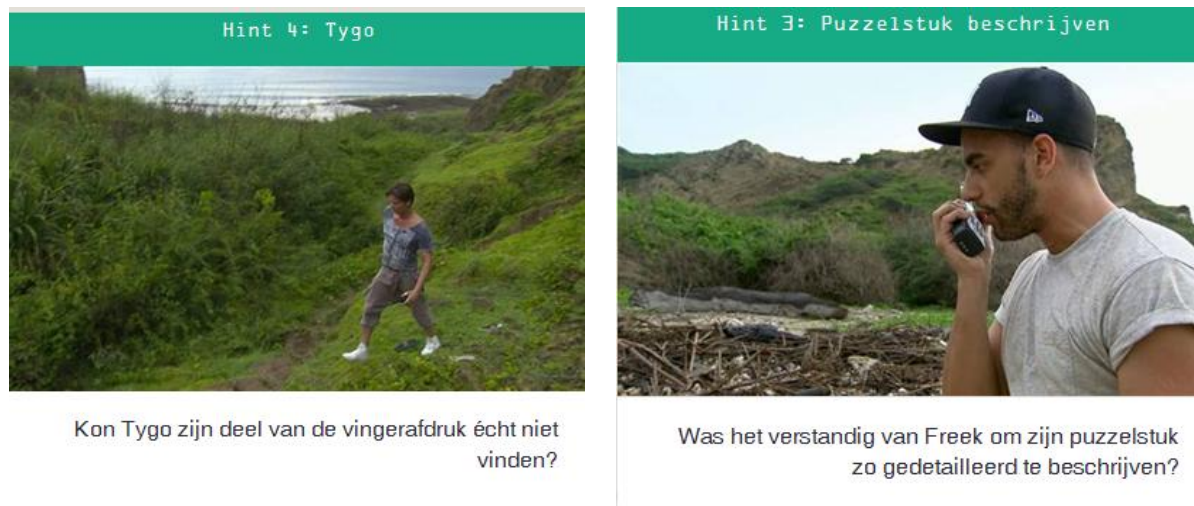 Hint 4: Tygo
Kon Tygo zijn deel van de vingerafdruk écht niet
vinden?
Hint 3: Puzzelstuk beschrijven
Was het verstandig van Freek om zijn puzzelstuk
zo gedetailleerd te beschrijven?